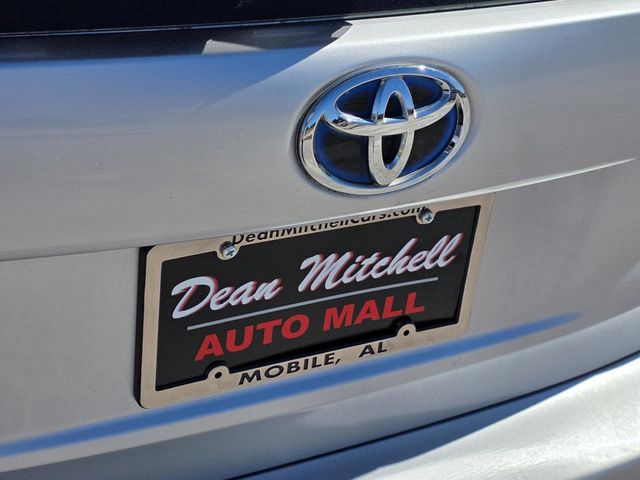 DeanMitchellCars.com
Dean Mitchell
AUTO MALL
MOBILE, AL